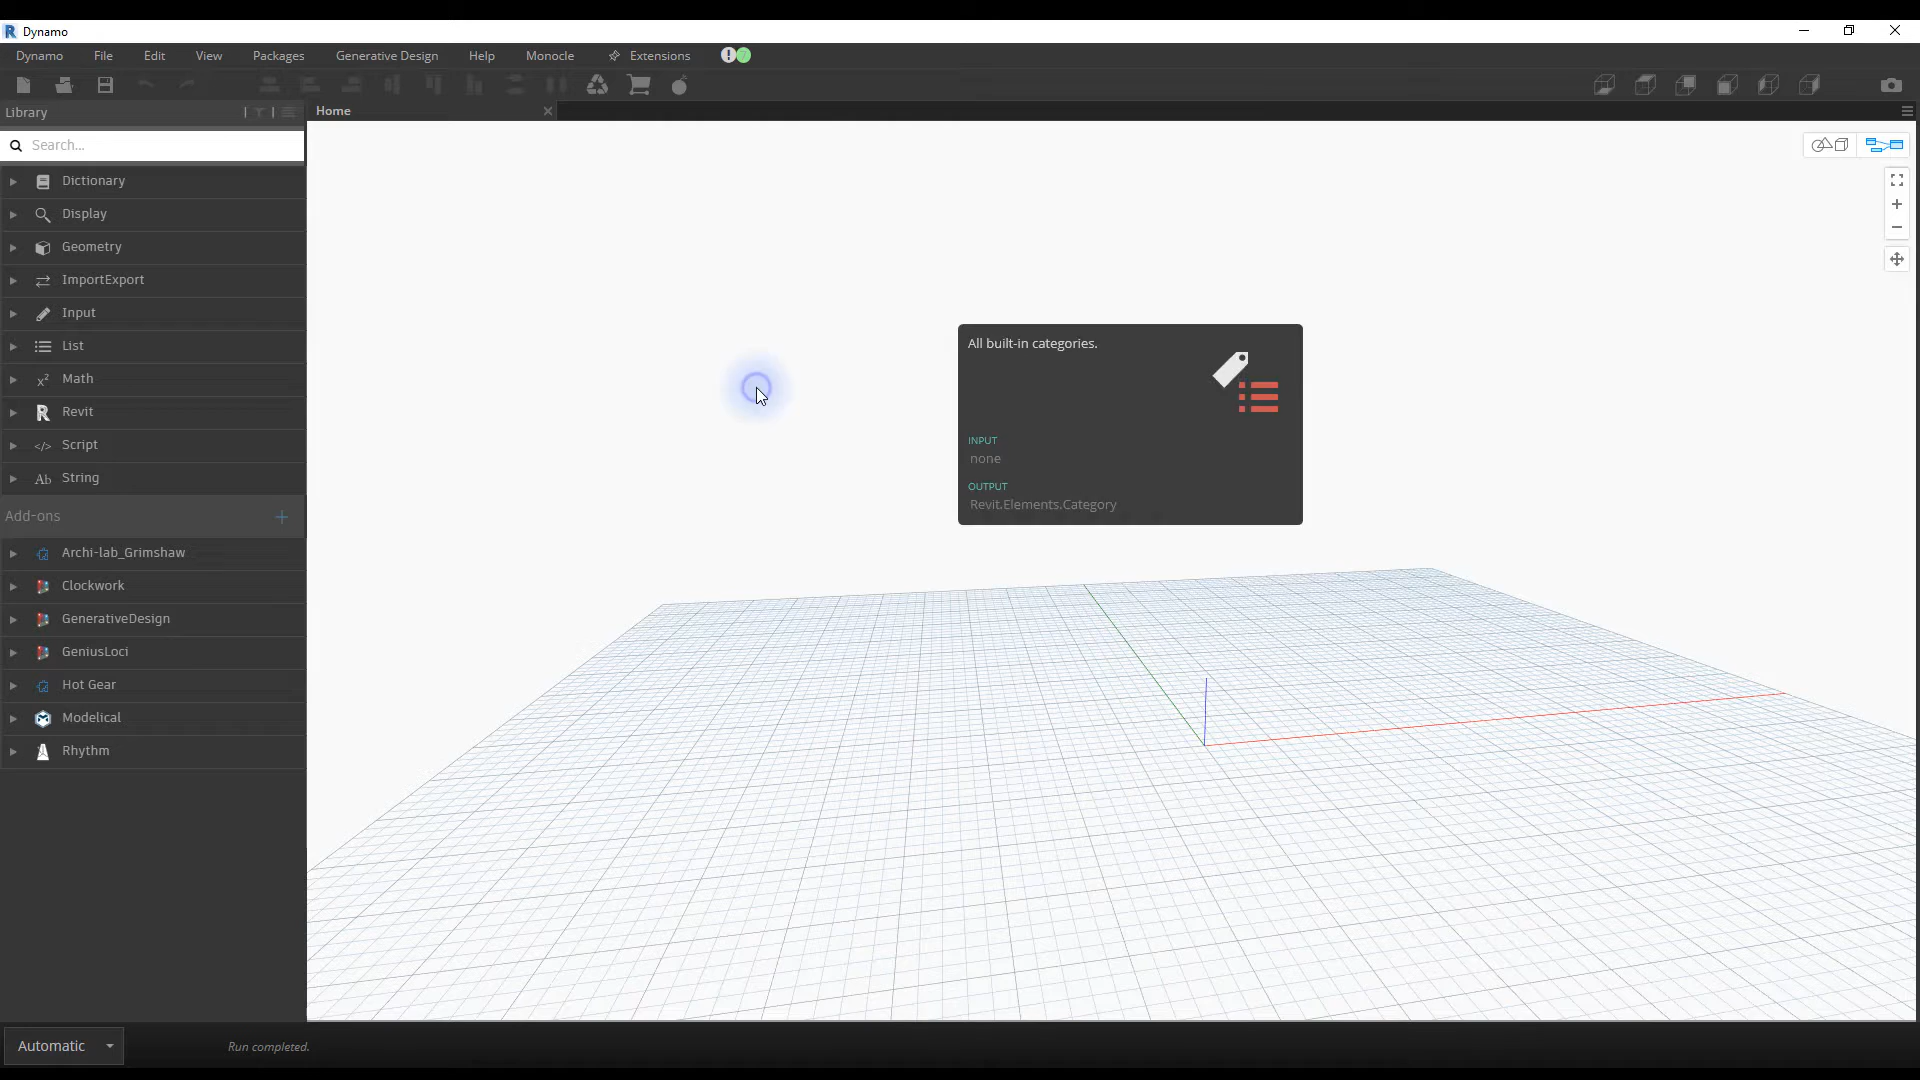 Dynamo
Dynamo File Edit View Packages Generative Design Help Monocle Extensions
Library
Home
Search...
Dictionary
Display
Geometry
ImportExport
Input
List
Math
Revit
Script
String
Add-ons
Archi-lab_Grimshaw
Clockwork
GenerativeDesign
GeniusLoci
Hot Gear
Modelical
Rhythm
All built-in categories.
INPUT
none
OUTPUT
Revit.Elements.Category
Automatic
Run completed.